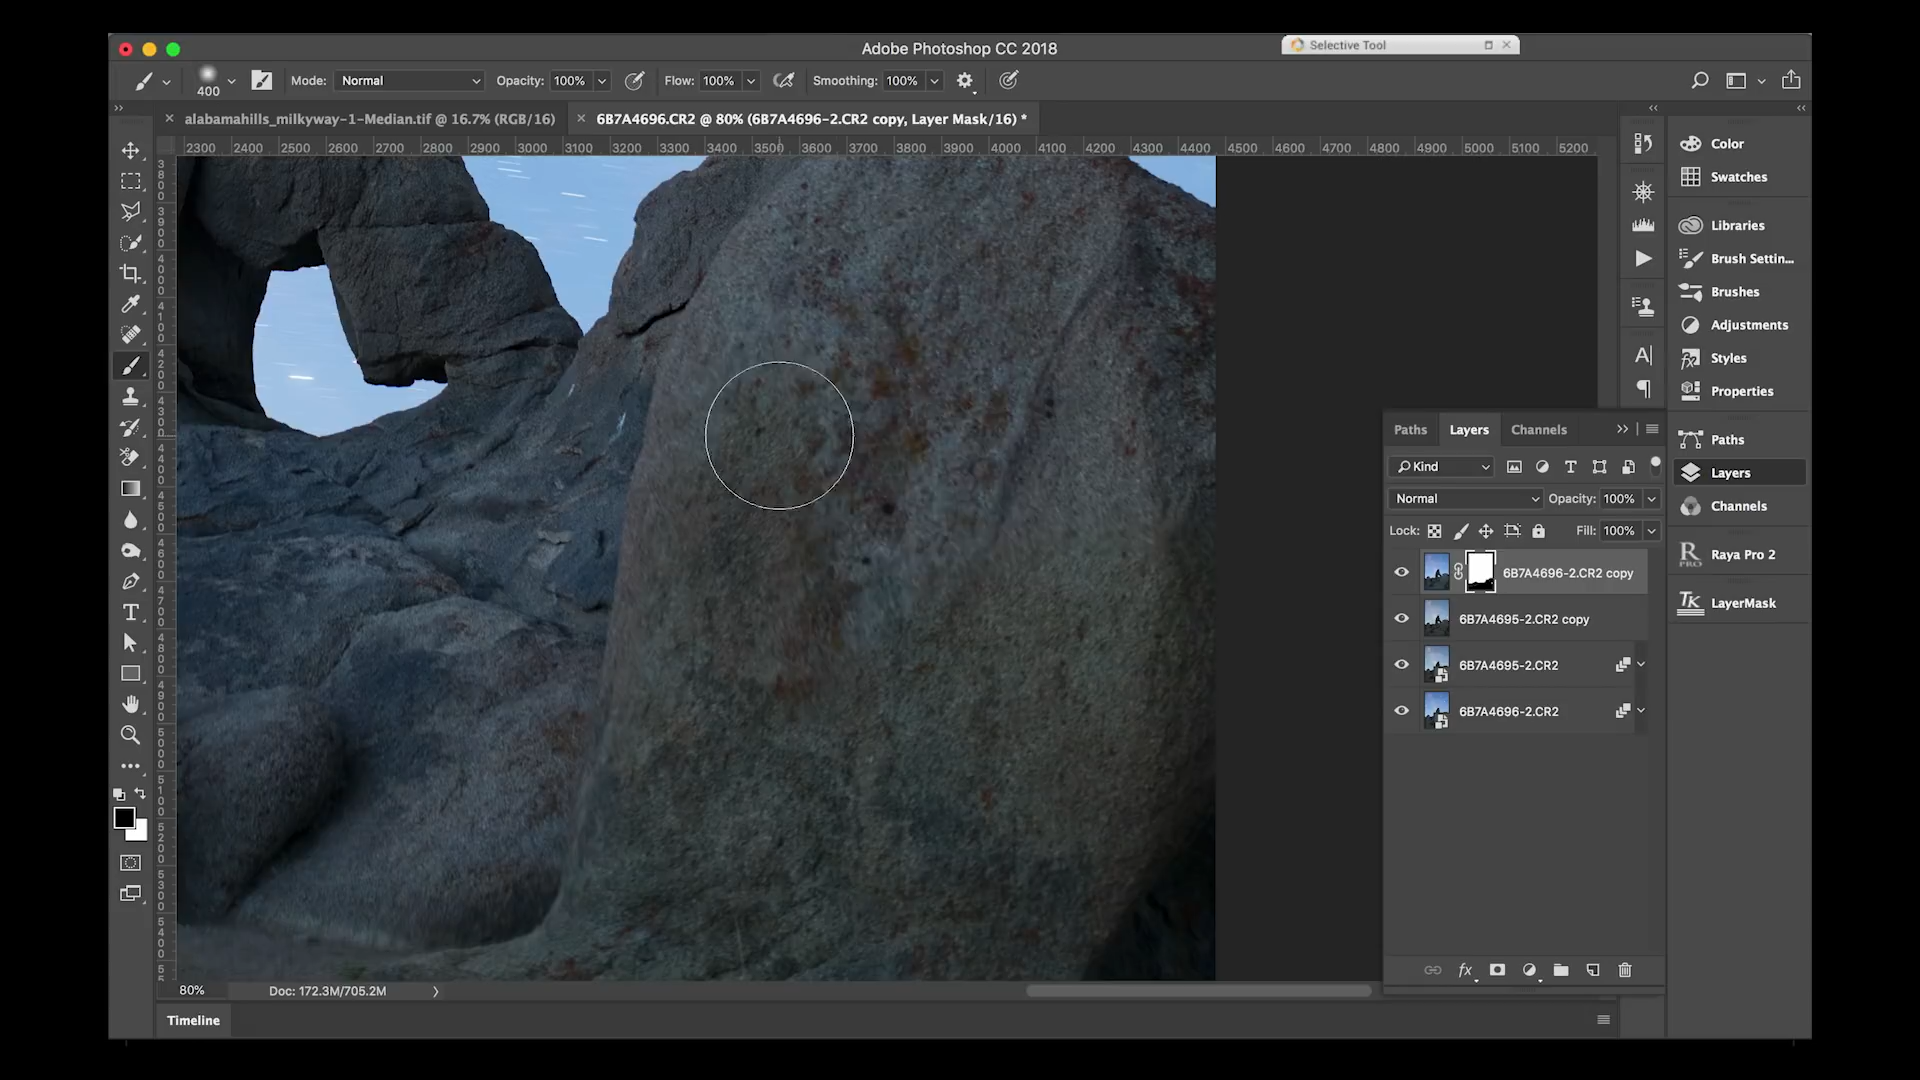 Adobe Photoshop CC 2018
Selective Tool
400
Mode: Normal
Opacity: 100%
Flow: 100%
Smoothing: 100%
alabamahills_milkyway-1-Median.tif @ 16.7% (RGB/16)
6B7A4696.CR2 @ 80% (6B7A4696-2.CR2 copy, Layer Mask/16) *
2300 2400 2500 2600 2700 2800 2900 3000 3100 3200 3300 3400 3500 3600 3700 3800 3900 4000 4100 4200 4300 4400 4500 4600 4700 4800 4900 5000 5100 5200
Color
Swatches
Libraries
Brush Settin...
Brushes
Adjustments
Styles
Properties
Paths
Layers
Channels
Raya Pro 2
LayerMask
Paths Layers Channels
Kind
Normal Opacity: 100%
Lock: Fill: 100%
6B7A4696-2.CR2 copy
6B7A4695-2.CR2 copy
6B7A4695-2.CR2
6B7A4696-2.CR2
80% Doc: 172.3M/705.2M
Timeline